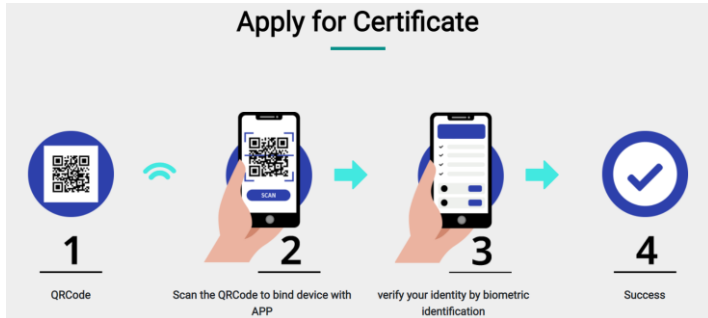 Apply for Certificate
SCAN
1
2
3
4
QRCode
Scan the QRCode to bind device with
APP
verify your identity by biometric
identification
Success